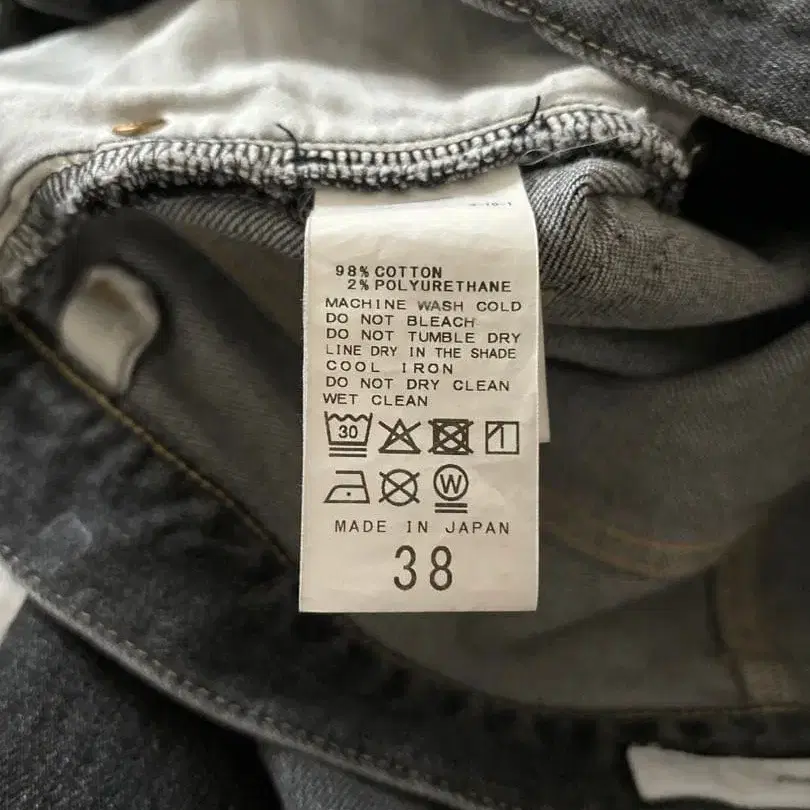 98% COTTON
2% POLYURETHANE
MACHINE WASH COLD
DO NOT BLEACH
DO NOT TUMBLE DRY
LINE DRY IN THE SHADE
COOL IRON
DO NOT DRY CLEAN
WET CLEAN
30
W
MADE IN JAPAN
38